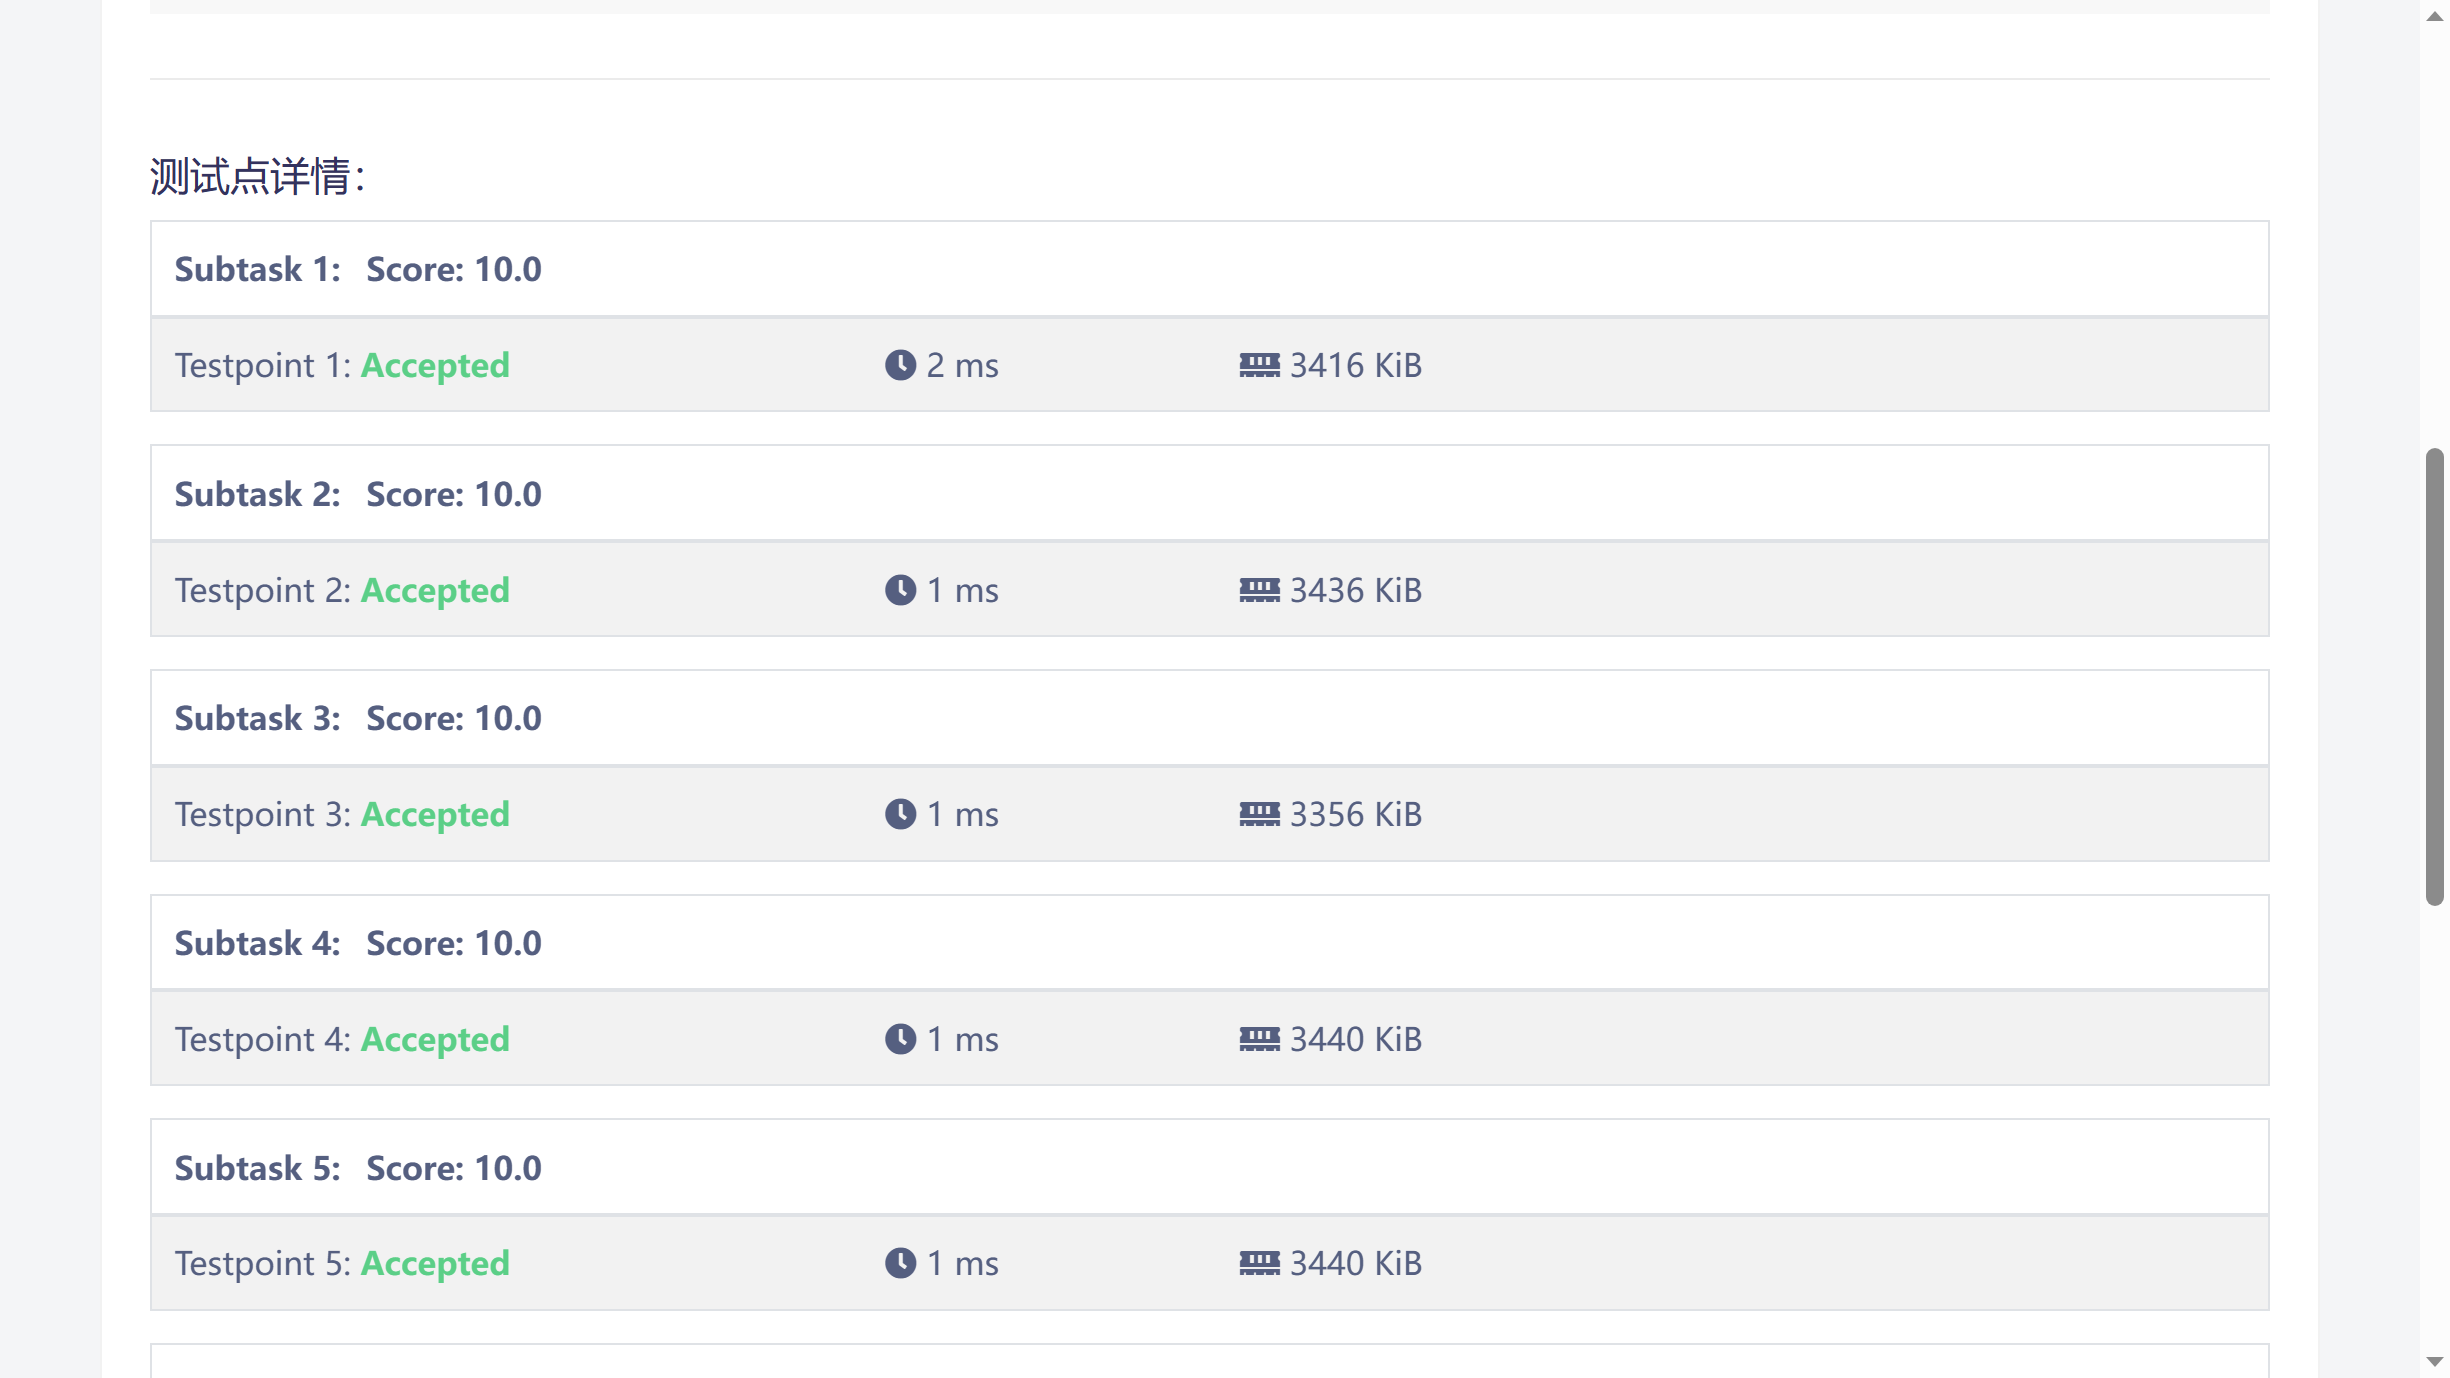 测试点详情：
Subtask 1: Score: 10.0
Testpoint 1: Accepted 2 ms 3416 KiB
Subtask 2: Score: 10.0
Testpoint 2: Accepted 1 ms 3436 KiB
Subtask 3: Score: 10.0
Testpoint 3: Accepted 1 ms 3356 KiB
Subtask 4: Score: 10.0
Testpoint 4: Accepted 1 ms 3440 KiB
Subtask 5: Score: 10.0
Testpoint 5: Accepted 1 ms 3440 KiB